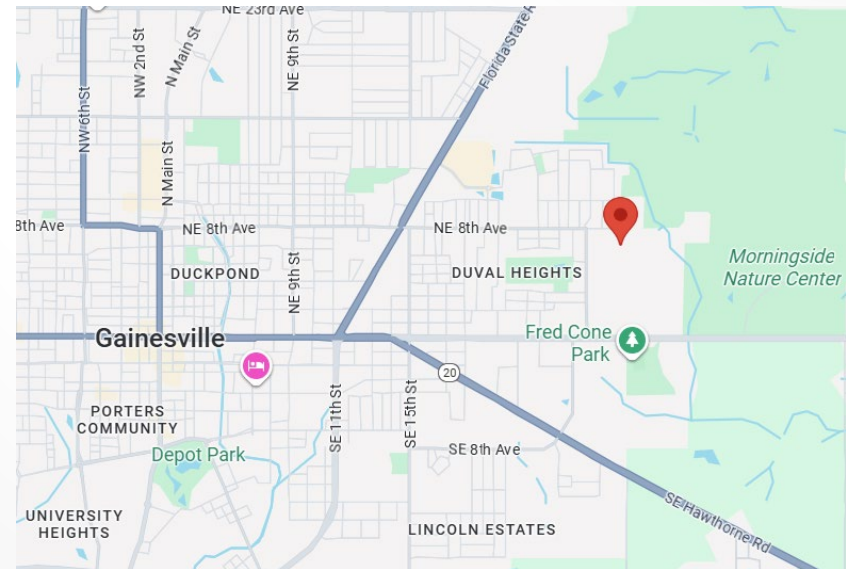 NE 23rd Ave
NW 6th St
NW 2nd St
N Main St
NE 9th St
Florida State R
N Main St
8th Ave
NE 8th Ave
NE 8th Ave
DUCKPOND
NE 9th St
DUVAL HEIGHTS
Morningside
Nature Center
Gainesville
Fred Cone
Park
20
PORTERS
COMMUNITY
SE 11th St
SE 15th St
Depot Park
SE 8th Ave
SE Hawthorne Rd
UNIVERSITY
HEIGHTS
LINCOLN ESTATES